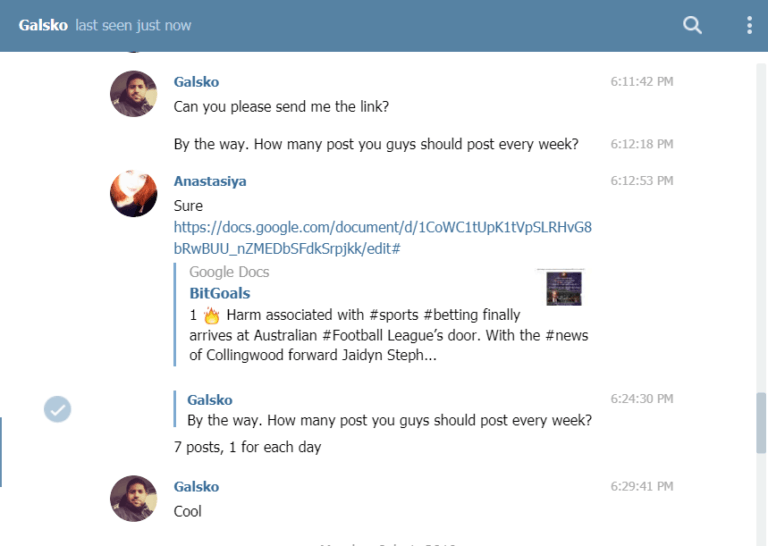 Galsko last seen just now
Galsko 6:11:42 PM
Can you please send me the link?
By the way. How many post you guys should post every week? 6:12:18 PM
Anastasiya 6:12:53 PM
Sure
https://docs.google.com/document/d/1CoWC1tUpK1tVpSLRHvG8
bRwBUU_nZMEDbSFdkSrpjkk/edit#
Google Docs
BitGoals
1 🔥 Harm associated with #sports #betting finally
arrives at Australian #Football League’s door. With the #news
of Collingwood forward Jaidyn Steph...
Galsko 6:24:30 PM
By the way. How many post you guys should post every week?
7 posts, 1 for each day
Galsko 6:29:41 PM
Cool